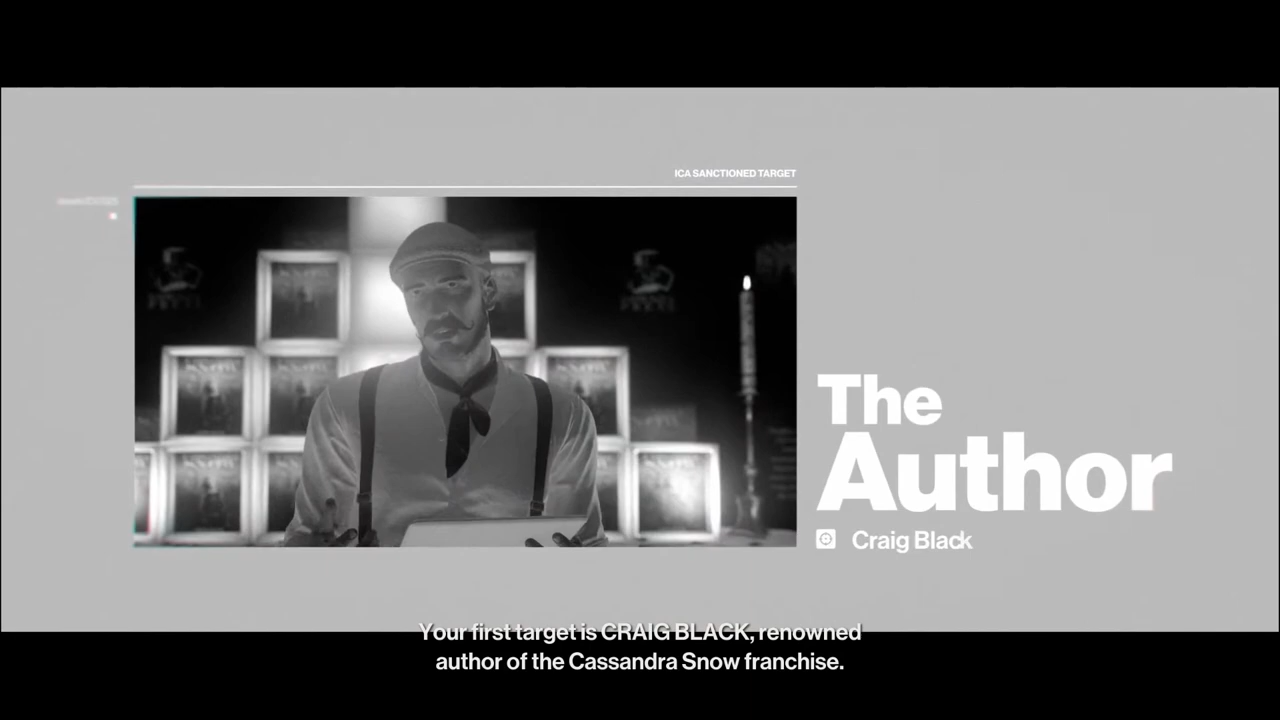 ICA SANCTIONED TARGET
The
Author
Craig Black
Your first target is CRAIG BLACK, renowned
author of the Cassandra Snow franchise.